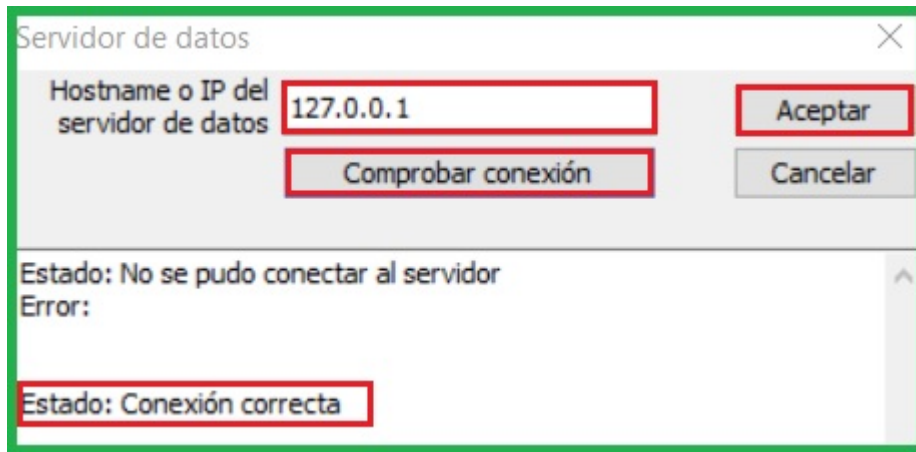 Servidor de datos
Hostname o IP del
servidor de datos
127.0.0.1
Aceptar
Comprobar conexión
Cancelar
Estado: No se pudo conectar al servidor
Error:
Estado: Conexión correcta